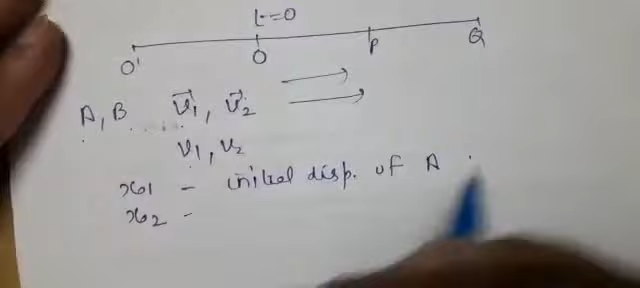 t=0
O' O P Q
A, B v⃗1, v⃗2
v1, v2
x01 - initial disp. of A
x02 -